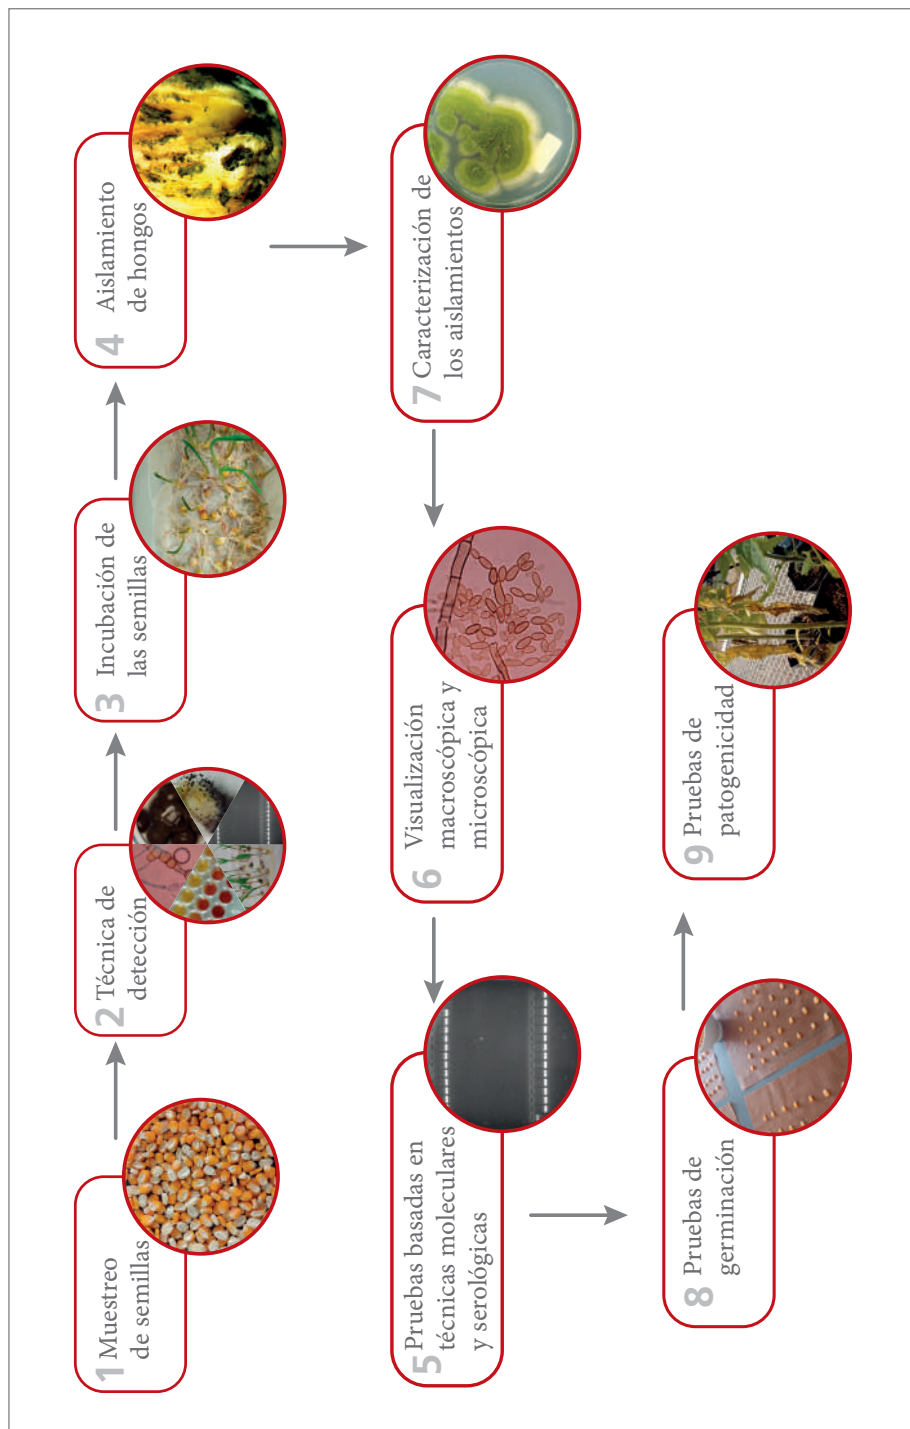 1 Muestreo
de semillas
2 Técnica de
detección
3 Incubación de
las semillas
4 Aislamiento
de hongos
5 Pruebas basadas en
técnicas moleculares
y serológicas
6 Visualización
macroscópica y
microscópica
7 Caracterización de
los aislamientos
8 Pruebas de
germinación
9 Pruebas de
patogenicidad